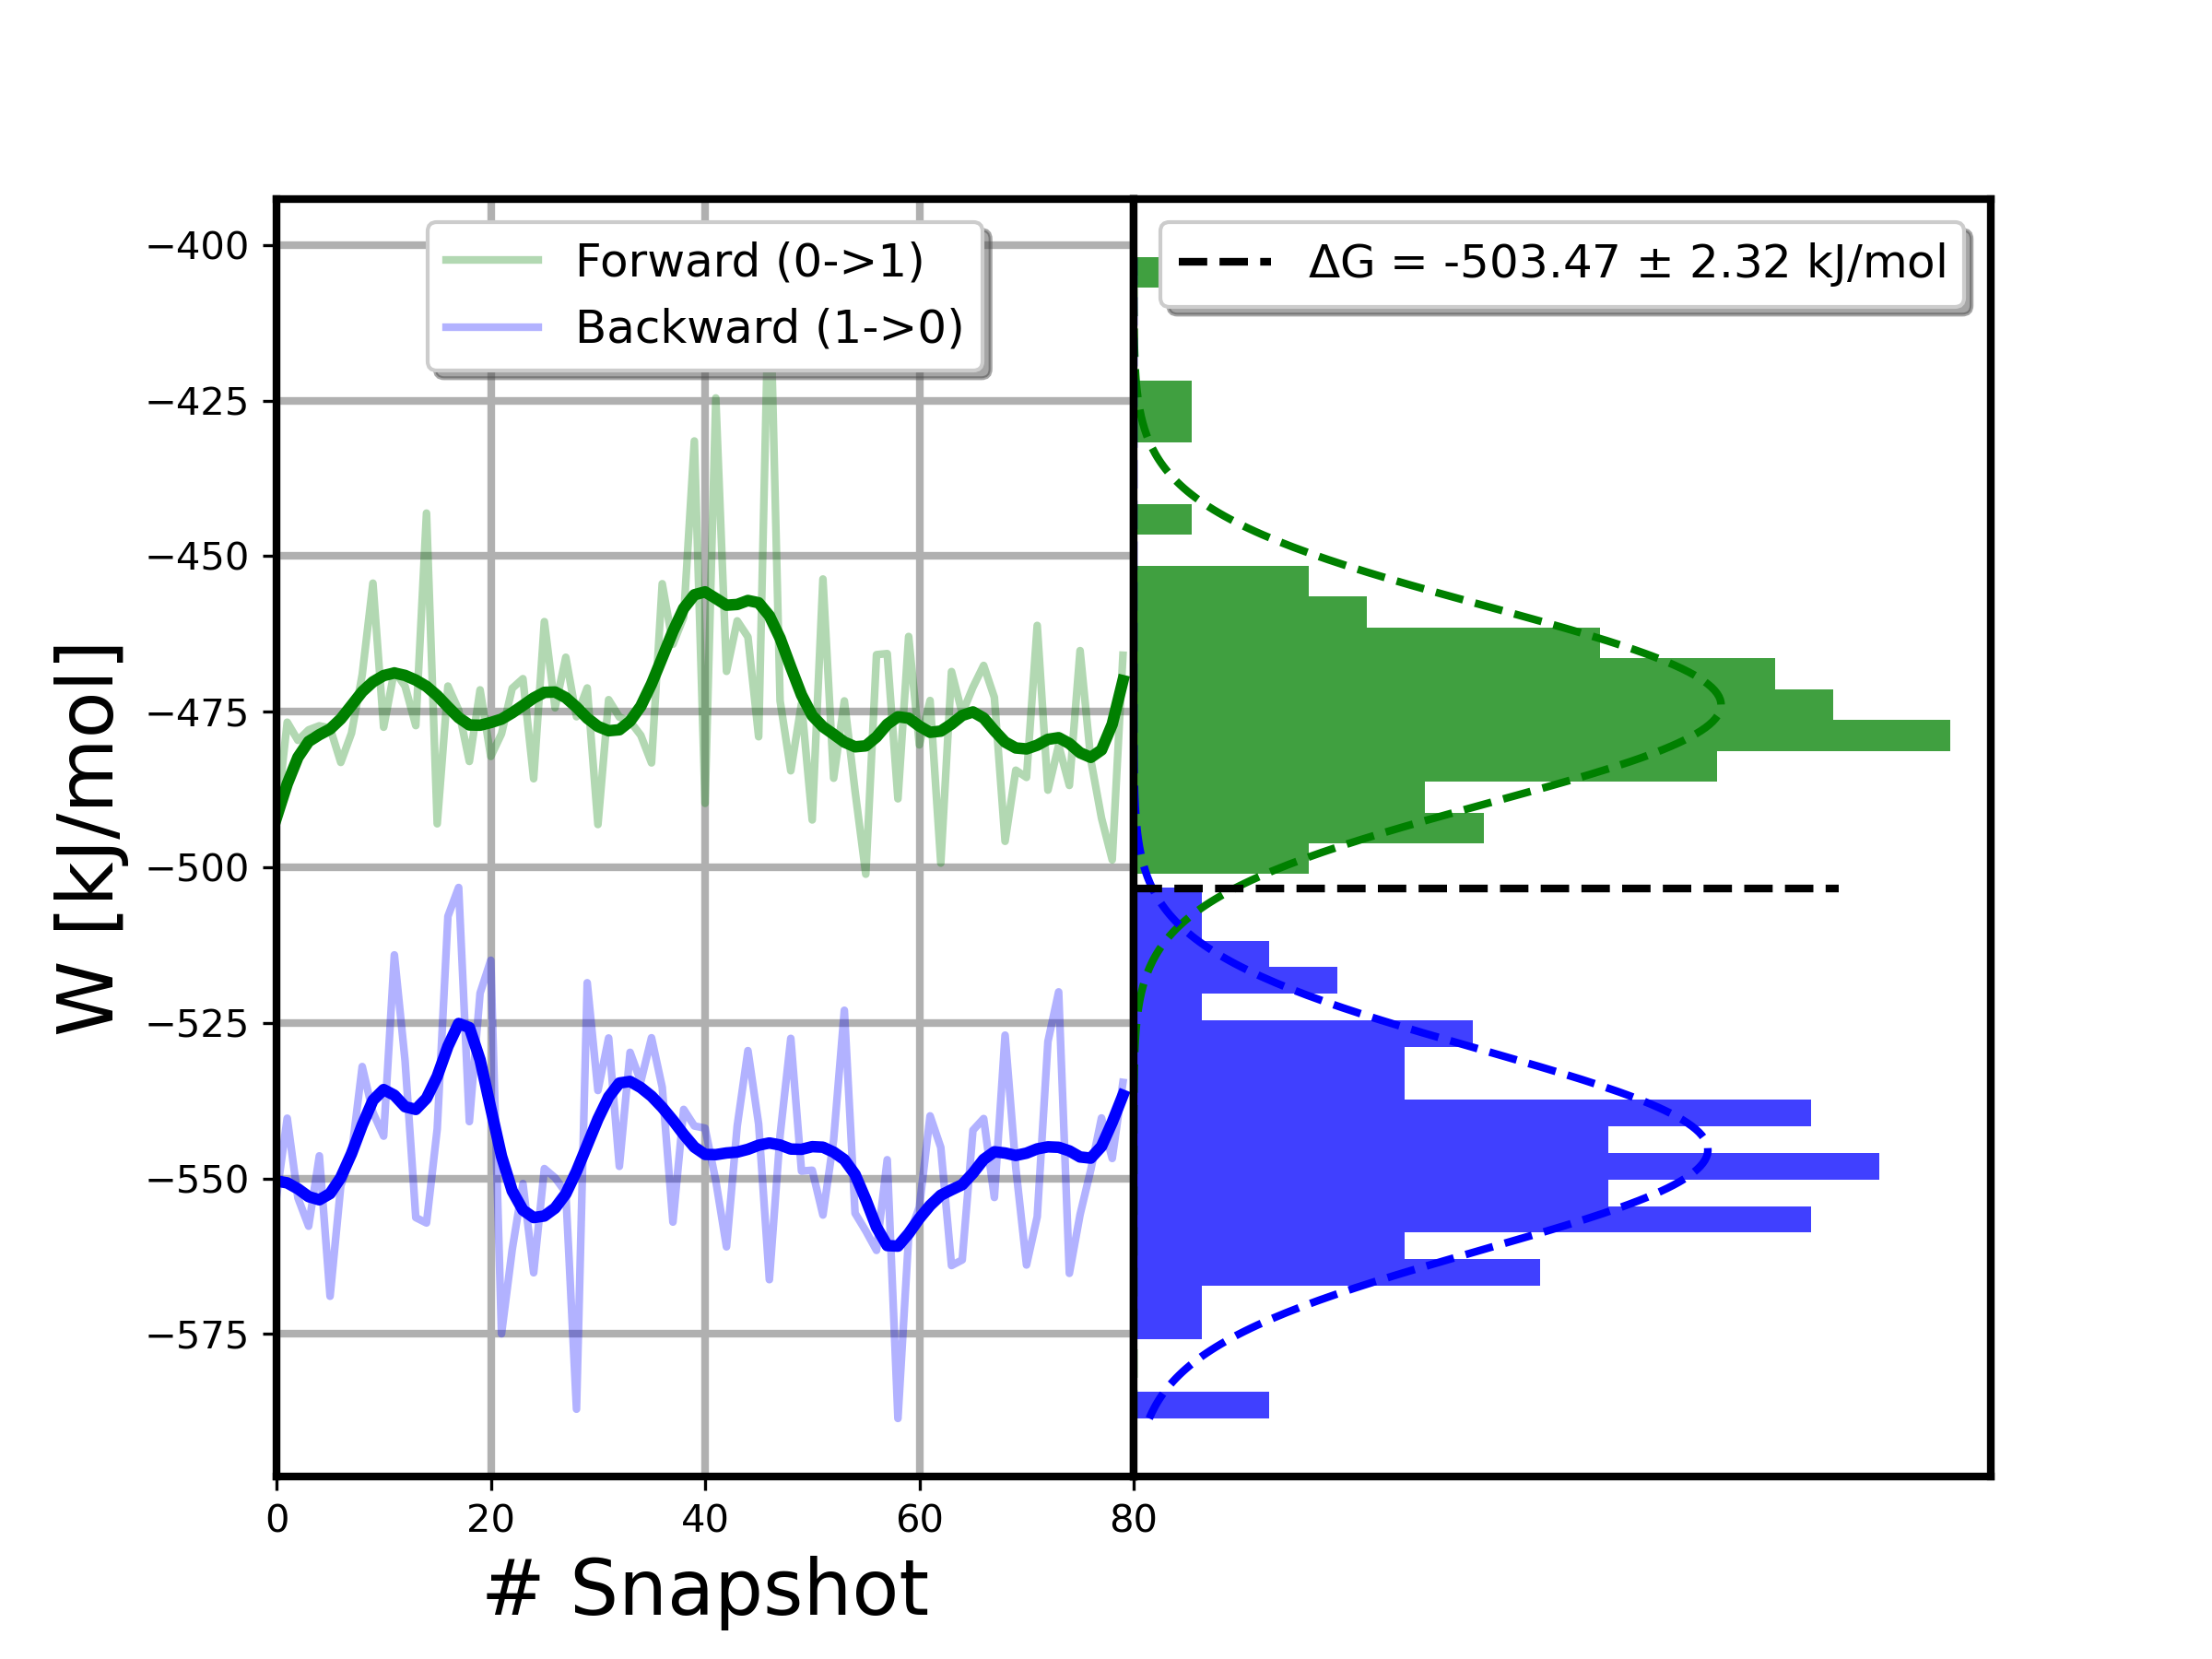 Forward (0->1)
Backward (1->0)
ΔG = -503.47 ± 2.32 kJ/mol
W [kJ/mol]
−400
−425
−450
−475
−500
−525
−550
−575
0 20 40 60 80
# Snapshot